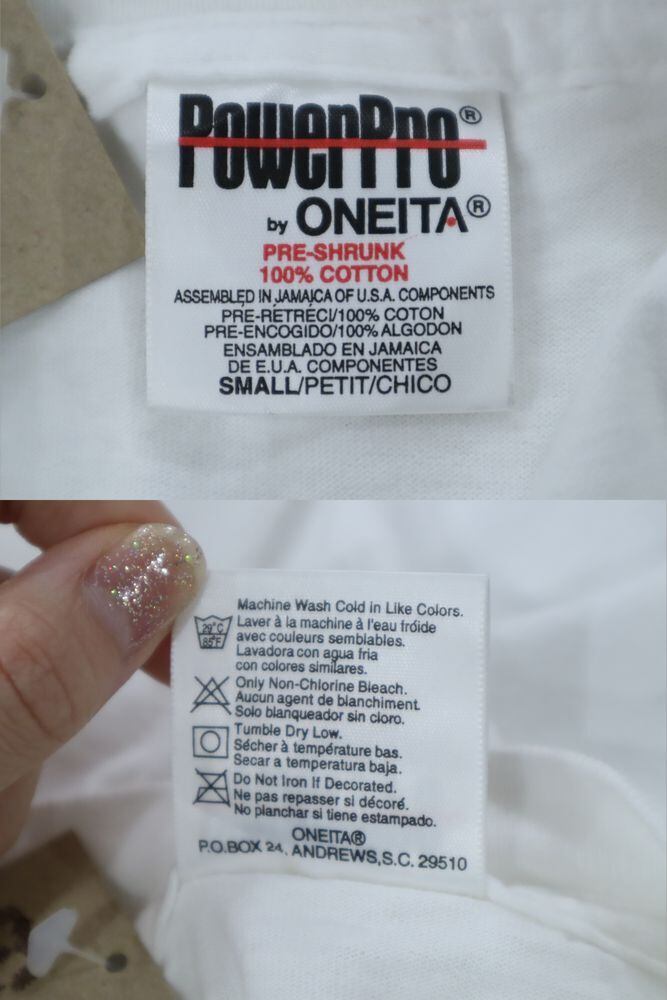 PowerPro®
by ONEITA®
PRE-SHRUNK
100% COTTON
ASSEMBLED IN JAMAICA OF U.S.A. COMPONENTS
PRE-RÉTRÉCI/100% COTON
PRE-ENCOGIDO/100% ALGODON
ENSAMBLADO EN JAMAICA
DE E.U.A. COMPONENTES
SMALL/PETIT/CHICO
Machine Wash Cold in Like Colors.
29°C
85°F
Laver à la machine à l'eau fróide
avec couleurs semblables.
Lavadora con agua fria
con colores similares.
Only Non-Chlorine Bleach.
Aucun agent de blanchiment.
Solo blanqueador sin cloro.
Tumble Dry Low.
Sécher à température bas.
Secar a temperatura baja.
Do Not Iron If Decorated.
Ne pas repasser si décoré.
No planchar si tiene estampado.
ONEITA®
P.O.BOX 24, ANDREWS,S.C. 29510